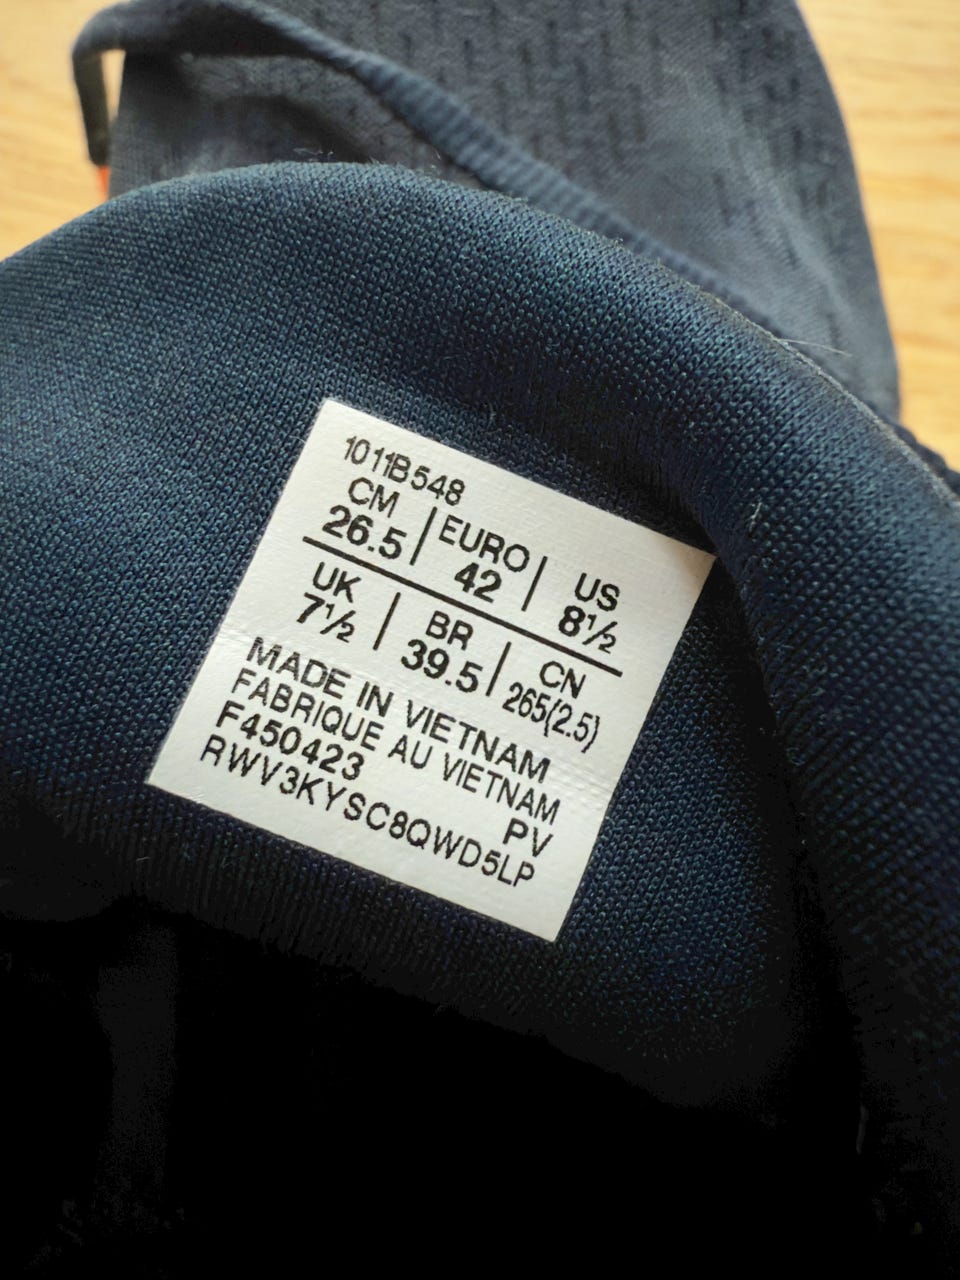 1011B548
CM | EURO | US
26.5 | 42 | 8½
UK | BR | CN
7½ | 39.5 | 265(2.5)
MADE IN VIETNAM
FABRIQUE AU VIETNAM
F450423 PV
RWV3KYSC8QWD5LP